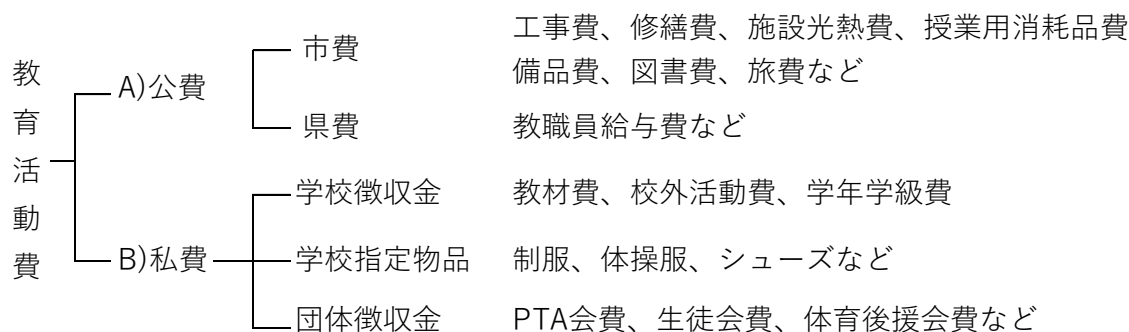 教育活動費
A)公費
市費
工事費、修繕費、施設光熱費、授業用消耗品費
備品費、図書費、旅費など
県費
教職員給与費など
B)私費
学校徴収金
教材費、校外活動費、学年学級費
学校指定物品
制服、体操服、シューズなど
団体徴収金
PTA会費、生徒会費、体育後援会費など